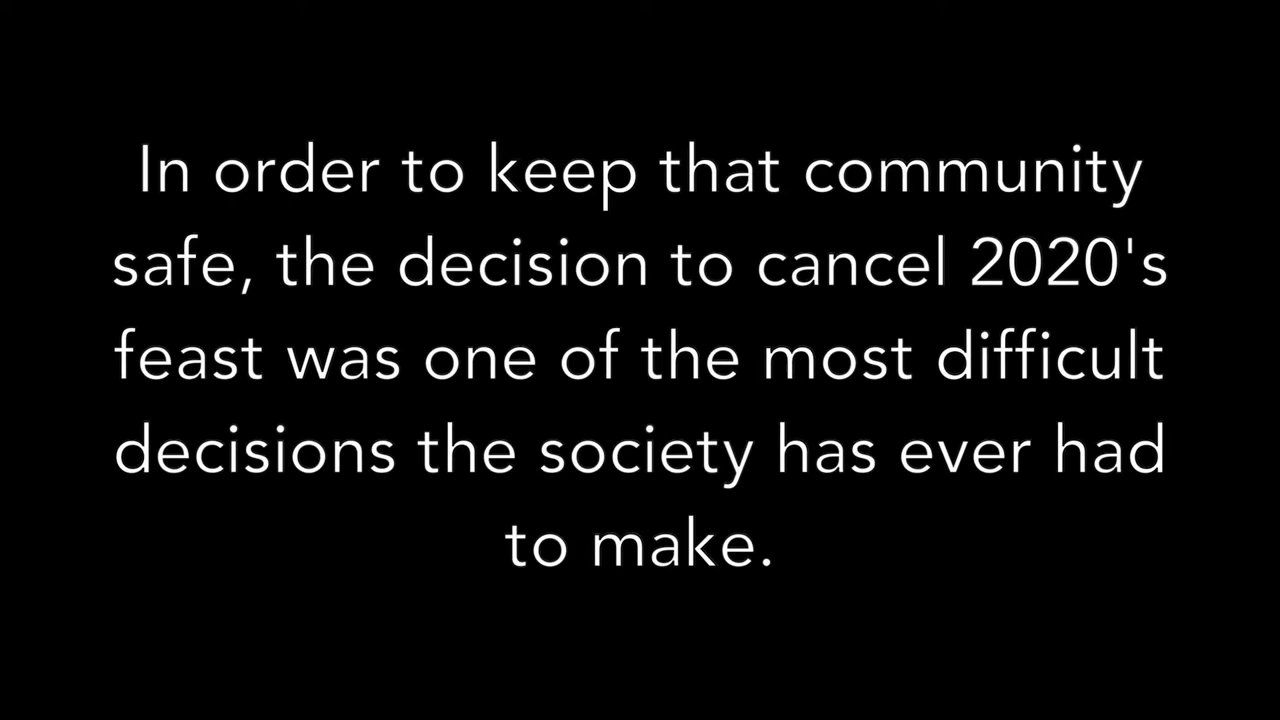 In order to keep that community
safe, the decision to cancel 2020's
feast was one of the most difficult
decisions the society has ever had
to make.